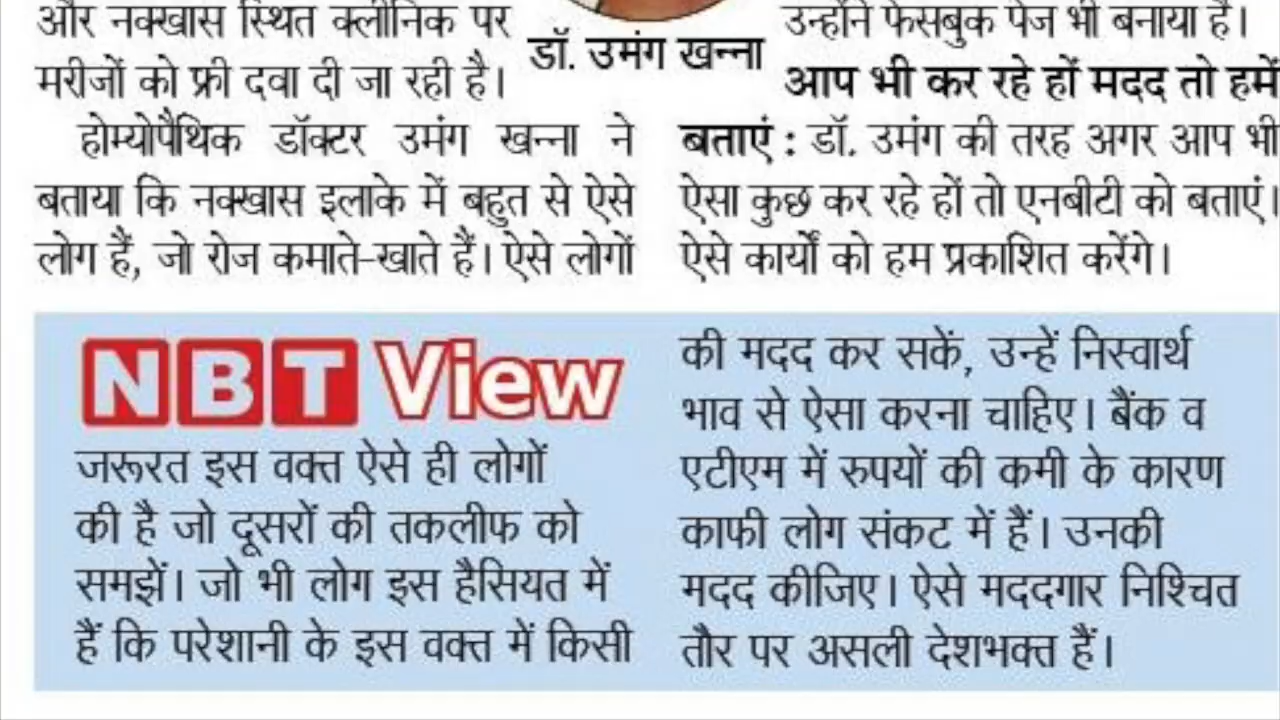 और नक्खास स्थित क्लीनिक पर
मरीजों को फ्री दवा दी जा रही है।
होम्योपैथिक डॉक्टर उमंग खन्ना ने
बताया कि नक्खास इलाके में बहुत से ऐसे
लोग हैं, जो रोज कमाते-खाते हैं। ऐसे लोगों
डॉ. उमंग खन्ना
उन्होंने फेसबुक पेज भी बनाया है।
आप भी कर रहे हों मदद तो हमें
बताएं : डॉ. उमंग की तरह अगर आप भी
ऐसा कुछ कर रहे हों तो एनबीटी को बताएं।
ऐसे कार्यों को हम प्रकाशित करेंगे।
NBT View
जरूरत इस वक्त ऐसे ही लोगों
की है जो दूसरों की तकलीफ को
समझें। जो भी लोग इस हैसियत में
हैं कि परेशानी के इस वक्त में किसी
की मदद कर सकें, उन्हें निस्वार्थ
भाव से ऐसा करना चाहिए। बैंक व
एटीएम में रुपयों की कमी के कारण
काफी लोग संकट में हैं। उनकी
मदद कीजिए। ऐसे मददगार निश्चित
तौर पर असली देशभक्त हैं।